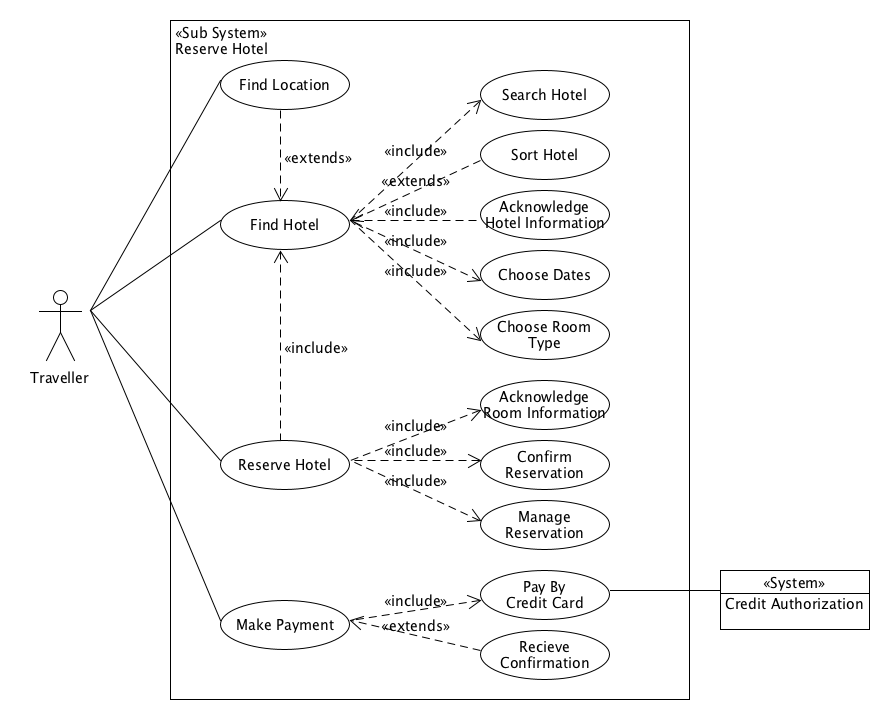 «Sub System»
Reserve Hotel
Find Location
Search Hotel
«include»
«extends»
Sort Hotel
«extends»
Acknowledge
Hotel Information
«include»
Find Hotel
«include»
Choose Dates
«include»
Choose Room
Type
«include»
Traveller
Acknowledge
Room Information
«include»
«include»
Confirm
Reservation
Reserve Hotel
«include»
Manage
Reservation
Pay By
Credit Card
«include»
«System»
Credit Authorization
Make Payment
«extends»
Recieve
Confirmation